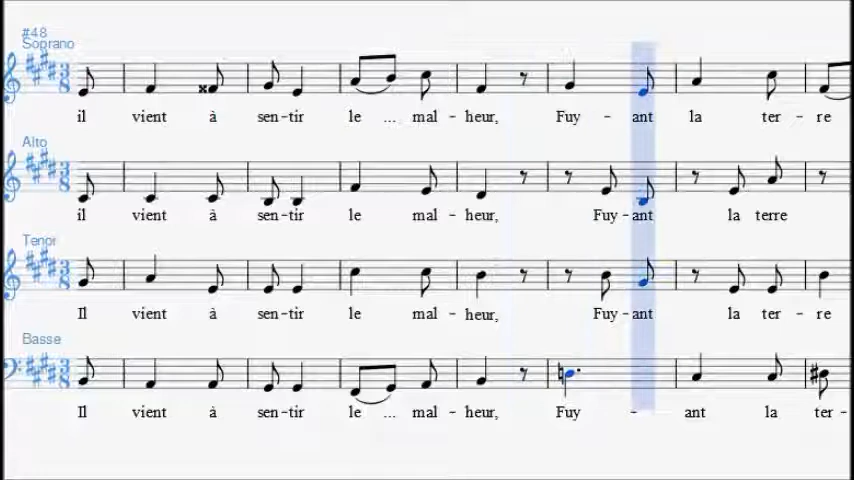 #48
Soprano
il vient à sen-tir le ... mal-heur, Fuy - ant la ter- re
Alto
il vient à sen-tir le mal-heur, Fuy-ant la terre
Tenor
Il vient à sen-tir le mal-heur, Fuy-ant la ter - re
Basse
Il vient à sen-tir le ... mal-heur, Fuy - ant la ter-